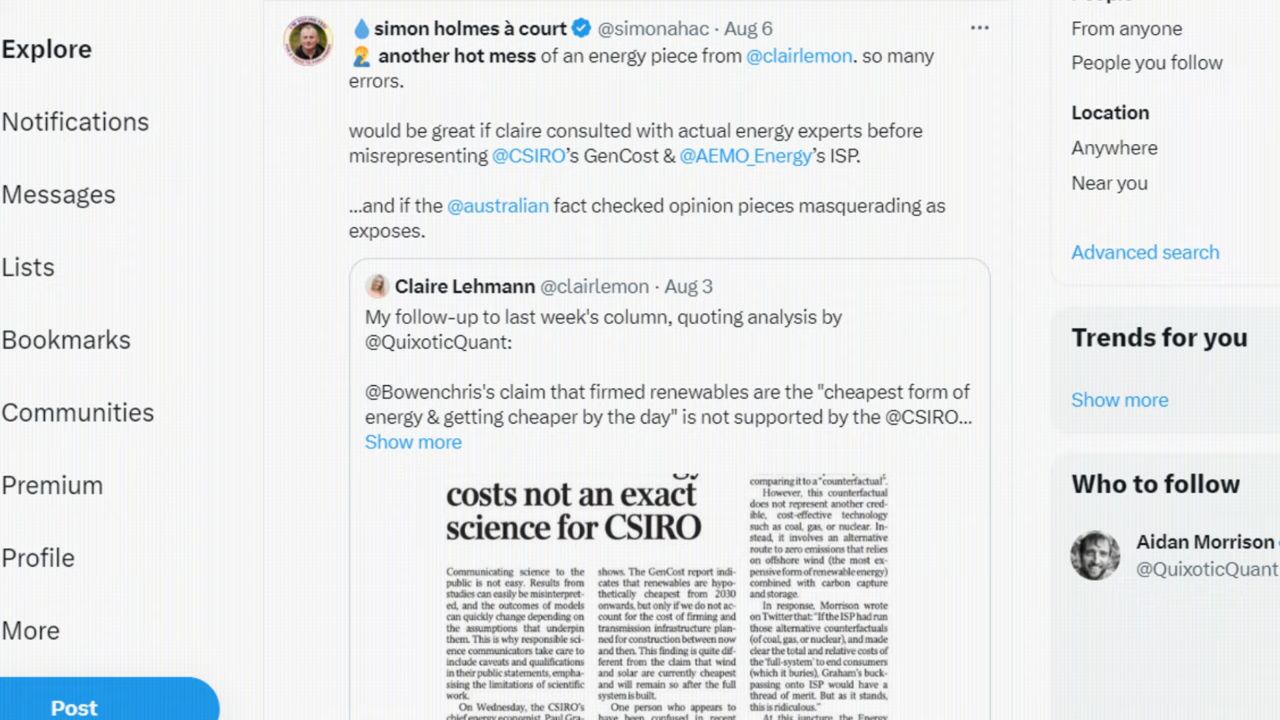 Explore
Notifications
Messages
Lists
Bookmarks
Communities
Premium
Profile
More
Post
simon holmes à court @simonahac · Aug 6
another hot mess of an energy piece from @clairlemon. so many
errors.
would be great if claire consulted with actual energy experts before
misrepresenting @CSIRO’s GenCost & @AEMO_Energy’s ISP.
...and if the @australian fact checked opinion pieces masquerading as
exposes.
Claire Lehmann @clairlemon · Aug 3
My follow-up to last week's column, quoting analysis by
@QuixoticQuant:
@Bowenchris's claim that firmed renewables are the "cheapest form of
energy & getting cheaper by the day" is not supported by the @CSIRO...
Show more
costs not an exact
science for CSIRO
Communicating science to the
public is not easy. Results from
studies can easily be misinterpret-
ed, and the outcomes of models
can quickly change depending on
the assumptions that underpin
them. This is why responsible sci-
ence communicators take care to
include caveats and qualifications
in their public statements, empha-
sising the limitations of scientific
work.
On Wednesday, the CSIRO's
chief energy economist, Paul Gra-
shows. The GenCost report indi-
cates that renewables are hypo-
thetically cheapest from 2030
onwards, but only if we do not ac-
count for the cost of firming and
transmission infrastructure plan-
ned for construction between now
and then. This finding is quite dif-
ferent from the claim that wind
and solar are currently cheapest
and will remain so after the full
system is built.
One person who appears to
have been confused in recent
comparing it to a "counterfactual".
However, this counterfactual
does not represent another cred-
ible, cost-effective technology
such as coal, gas, or nuclear. In-
stead, it involves an alternative
route to zero emissions that relies
on offshore wind (the most ex-
pensive form of renewable energy)
combined with carbon capture
and storage.
In response, Morrison wrote
on Twitter that: "If the ISP had run
those alternative counterfactuals
(of coal, gas, or nuclear), and made
clear the total and relative costs of
the 'full-system' to end consumers
(which it buries), Graham's buck-
passing onto ISP would have a
thread of merit. But as it stands,
this is ridiculous."
At this juncture, the Energy
From anyone
People you follow
Location
Anywhere
Near you
Advanced search
Trends for you
Show more
Who to follow
Aidan Morrison
@QuixoticQuant